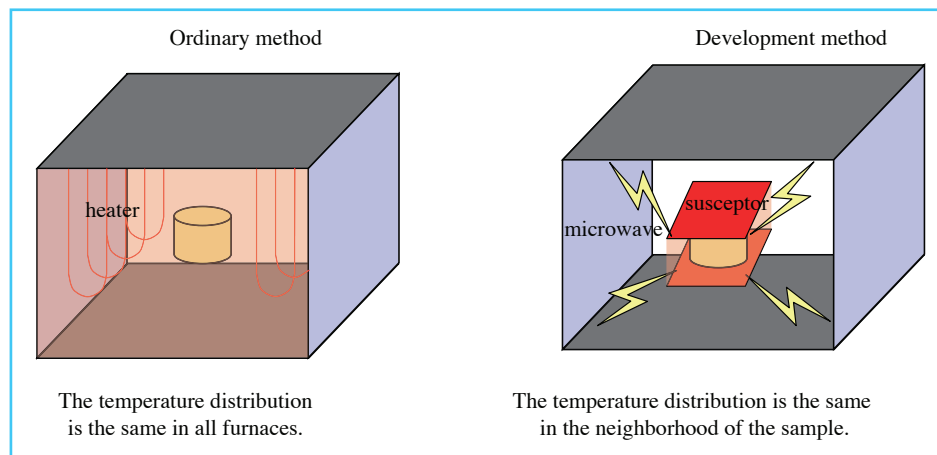 Ordinary method
heater
The temperature distribution
is the same in all furnaces.
Development method
susceptor
microwave
The temperature distribution is the same
in the neighborhood of the sample.